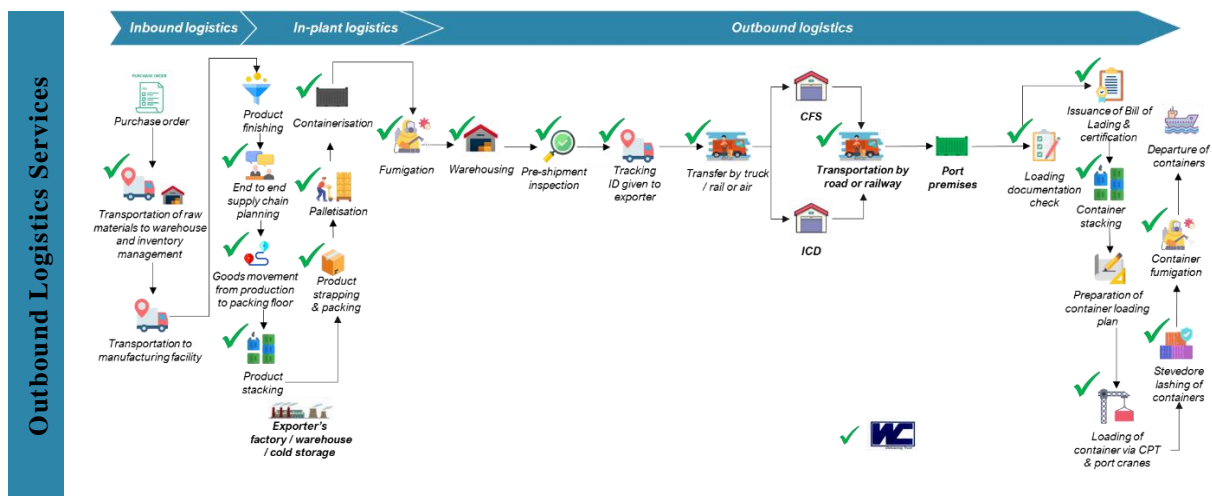 Outbound Logistics Services
Inbound logistics
In-plant logistics
Outbound logistics
PURCHASE ORDER
Purchase order
Transportation of raw
materials to warehouse
and inventory
management
Transportation to
manufacturing facility
Product
finishing
End to end
supply chain
planning
Goods movement
from production
to packing floor
Product
stacking
Exporter's
factory / warehouse
/ cold storage
Containerisation
Palletisation
Product
strapping
& packing
Fumigation
Warehousing
Pre-shipment
inspection
Tracking
ID given to
exporter
Transfer by truck
/ rail or air
CFS
ICD
Transportation by
road or railway
Port
premises
Loading
documentation
check
Issuance of Bill of
Lading &
certification
Container
stacking
Preparation of
container loading
plan
Loading of
container via CPT
& port cranes
Stevedore
lashing of
containers
Container
fumigation
Departure of
containers
WC